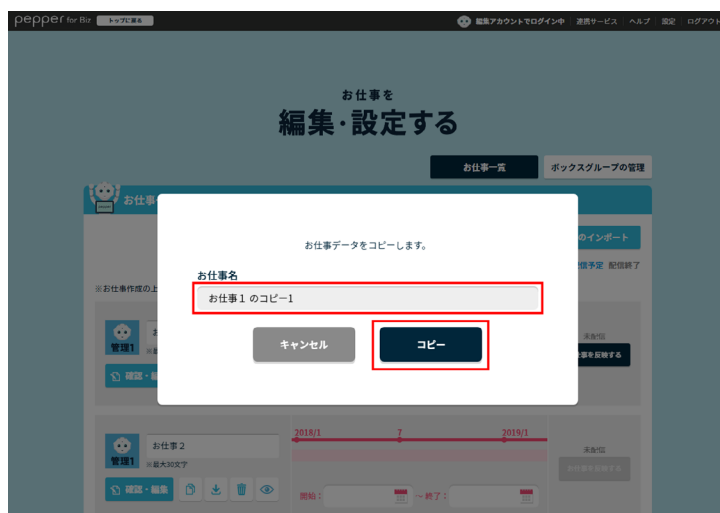 pepper for Biz トップに戻る 編集アカウントでログイン中 連携サービス ヘルプ 設定 ログアウト
お仕事を
編集·設定する
お仕事一覧 ボックスグループの管理
お仕事
のインポート
お仕事データをコピーします。
信予定 配信終了
※お仕事作成の上
お仕事名
お仕事1 のコピー1
未配信
管理1
キャンセル コピー
事を反映する
確認・編
2018/1 7 2019/1
お仕事2
未配信
管理1 ※最大30文字
お仕事を反映する
確認・編集
開始: ～終了: